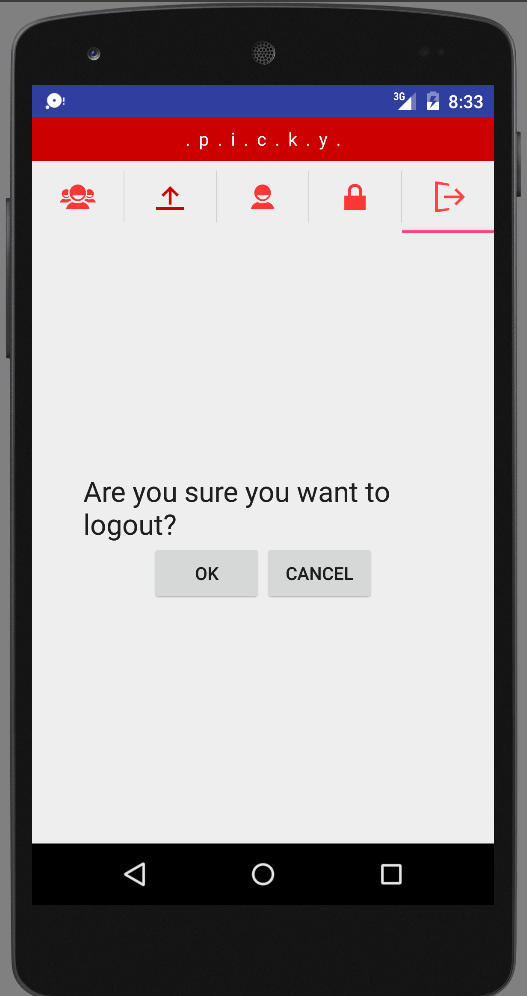 3G 8:33
. p . i . c . k . y .
Are you sure you want to
logout?
OK CANCEL